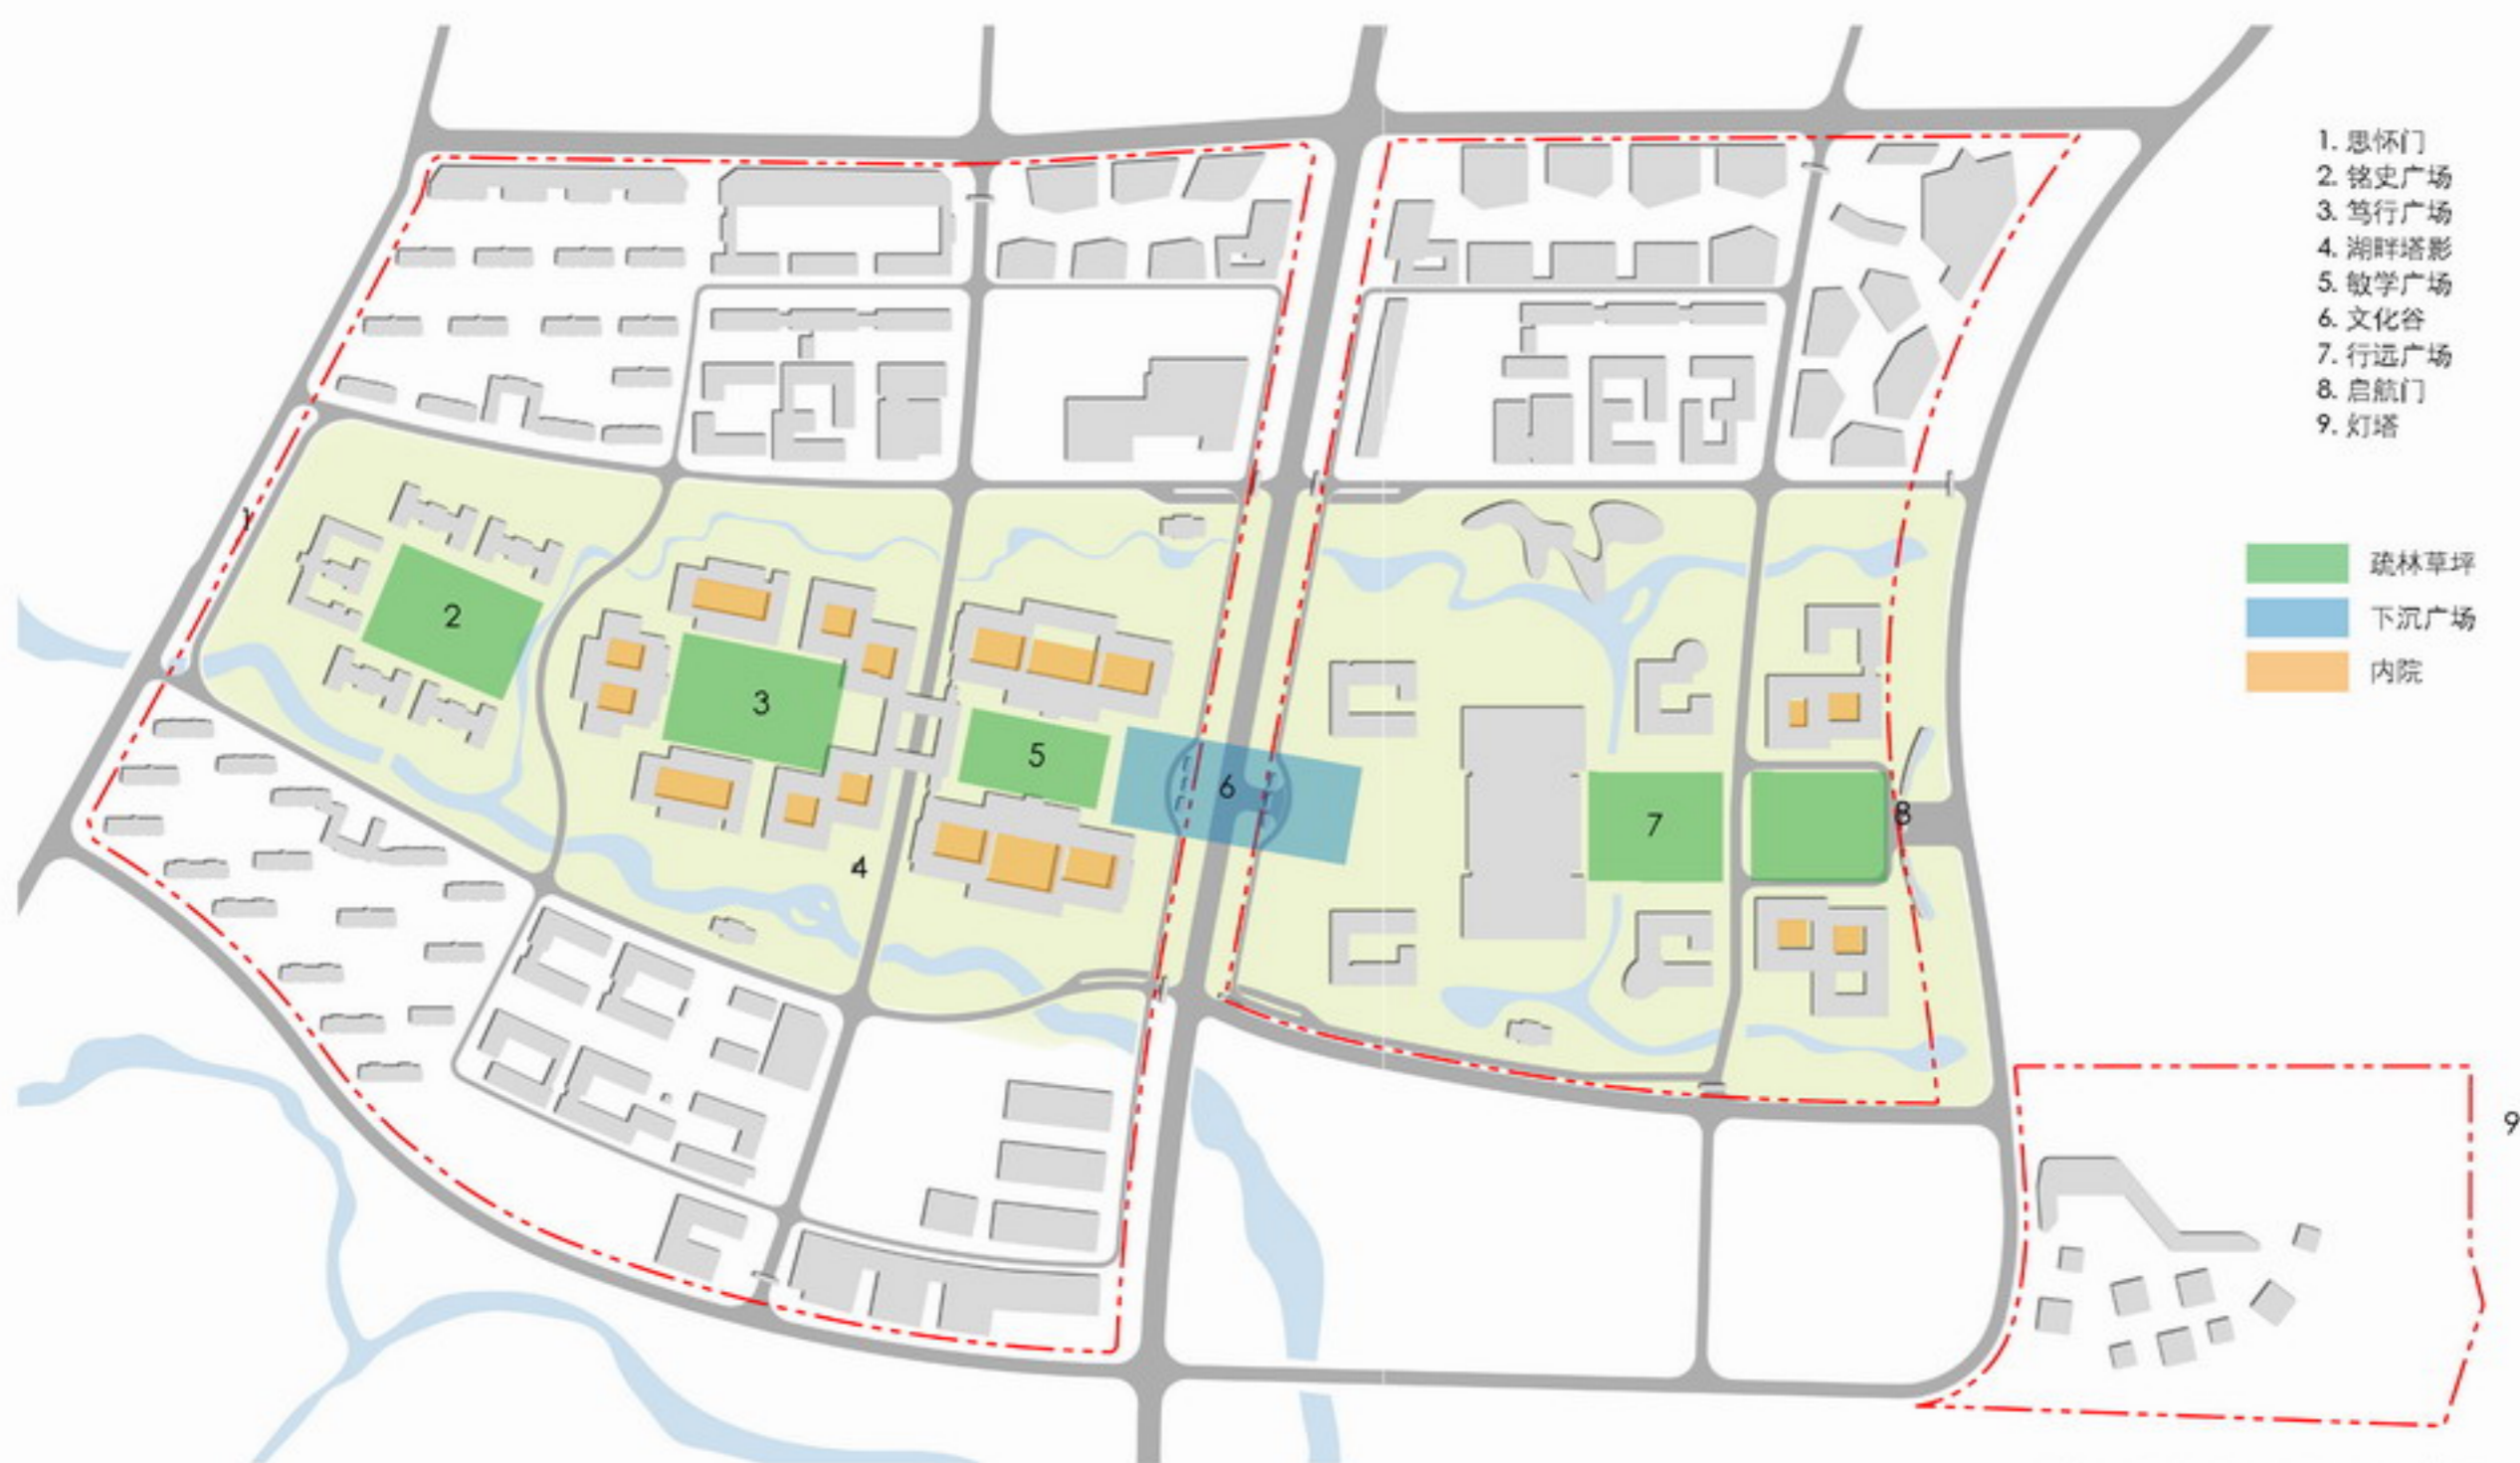 1. 思怀门
2. 铭史广场
3. 笃行广场
4. 湖畔塔影
5. 敏学广场
6. 文化谷
7. 行远广场
8. 启航门
9. 灯塔
疏林草坪
下沉广场
内院
1
2
3
4
5
6
7
8
9